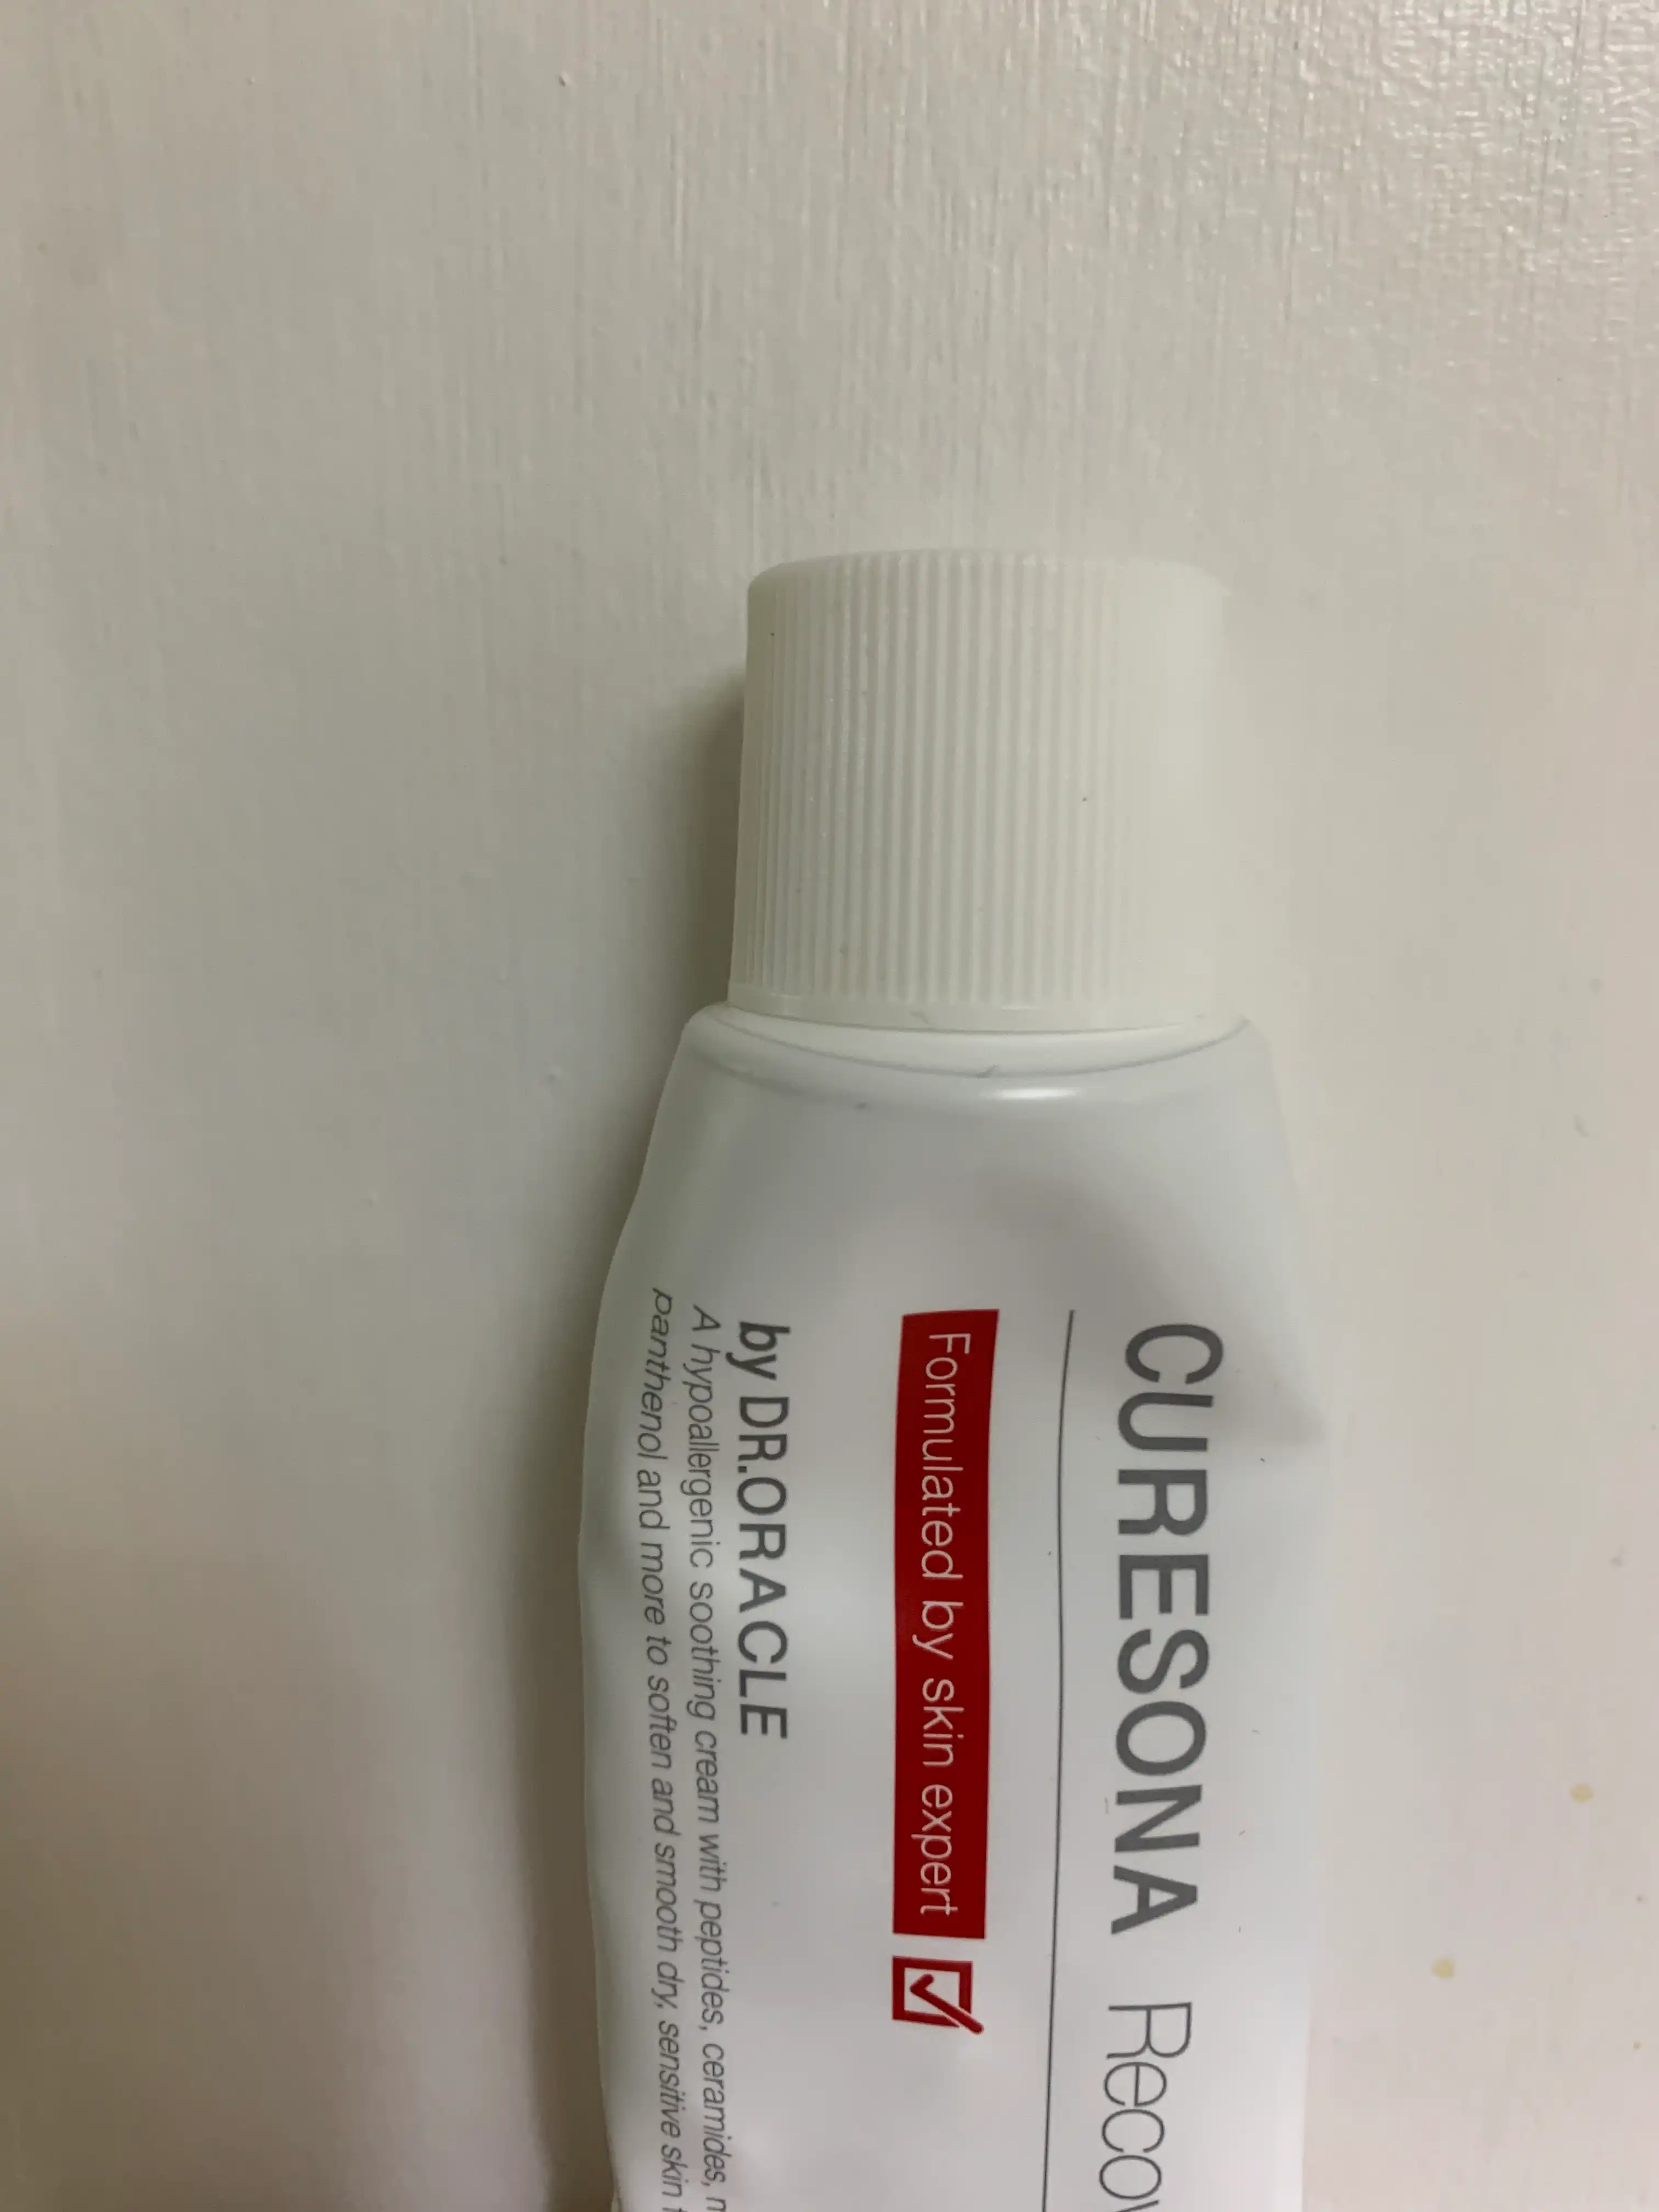 CURESONA
Formulated by skin expert
by DR.ORACLE
A hypoallergenic soothing cream with peptides, ceramides,
panthenol and more to soften and smooth dry, sensitive skin